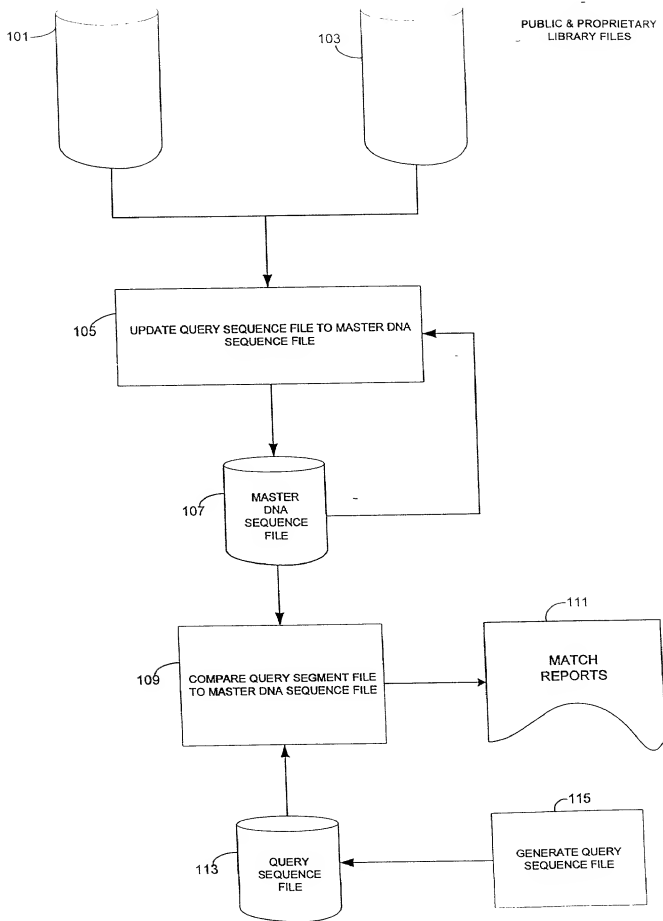 PUBLIC & PROPRIETARY
LIBRARY FILES
101
103
105
UPDATE QUERY SEQUENCE FILE TO MASTER DNA
SEQUENCE FILE
107
MASTER
DNA
SEQUENCE
FILE
109
COMPARE QUERY SEGMENT FILE
TO MASTER DNA SEQUENCE FILE
111
MATCH
REPORTS
113
QUERY
SEQUENCE
FILE
115
GENERATE QUERY
SEQUENCE FILE